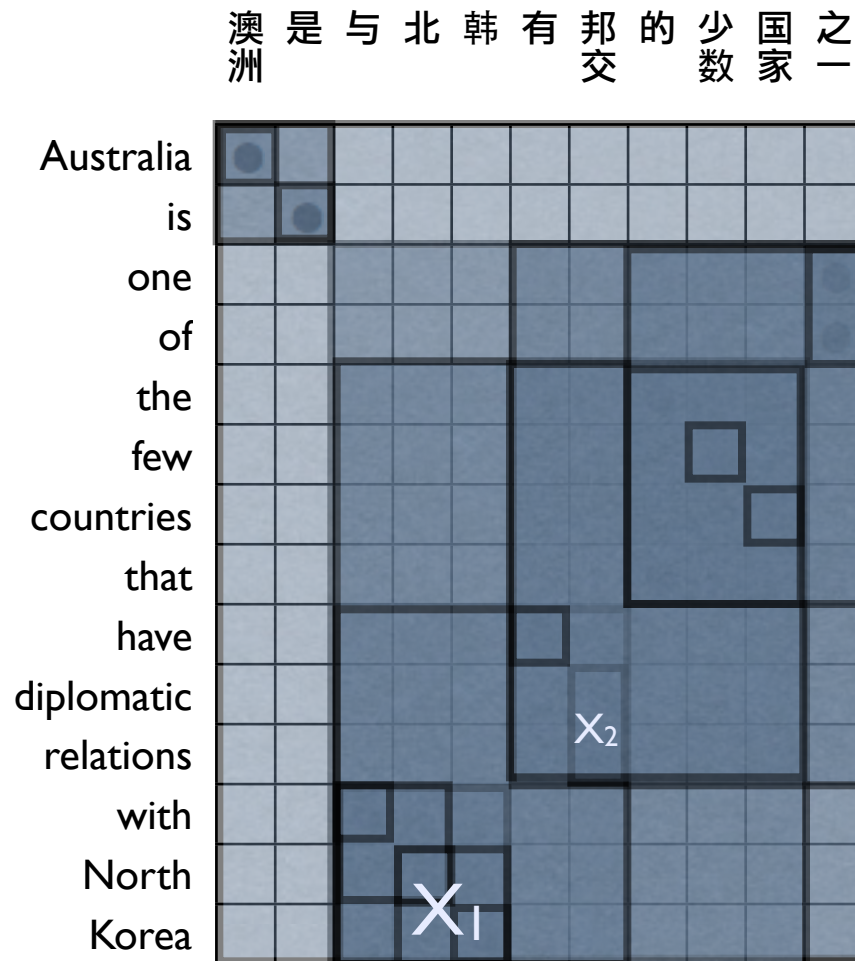 澳洲 是 与 北 韩 有 邦交 的 少数 国家 之一
Australia
is
one
of
the
few
countries
that
have
diplomatic
relations
X₂
with
North
X₁
Korea